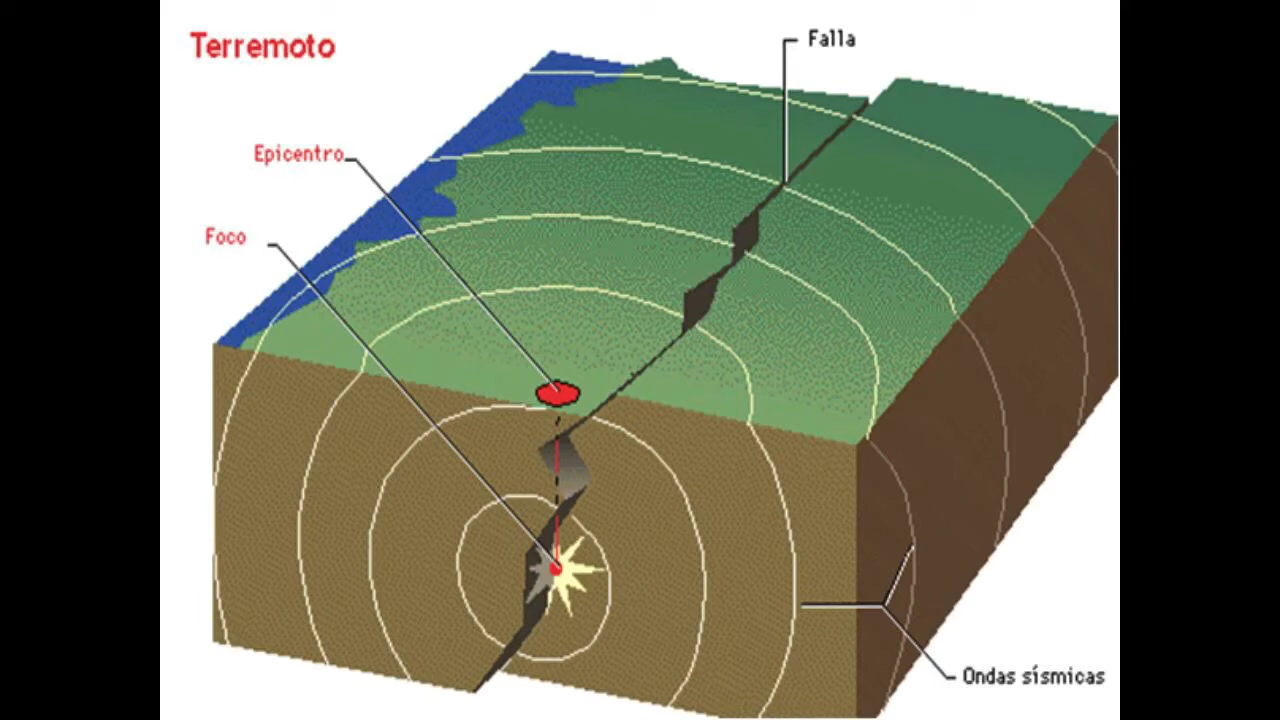 Terremoto
Falla
Epicentro
Foco
Ondas sísmicas